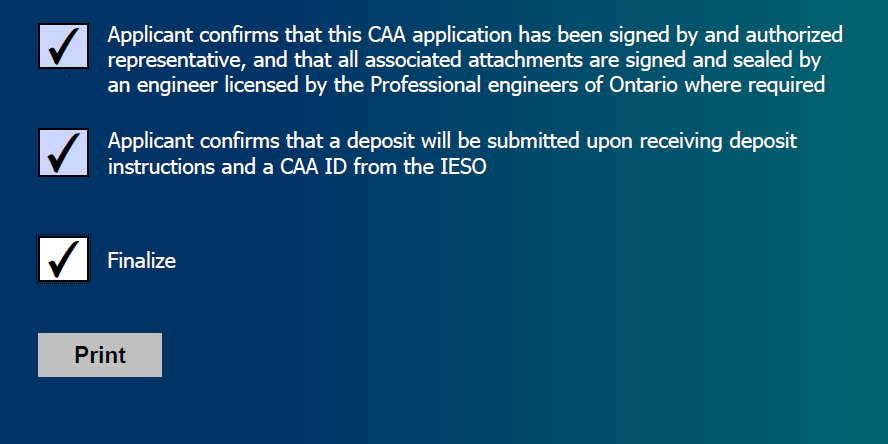 Applicant confirms that this CAA application has been signed by and authorized
representative, and that all associated attachments are signed and sealed by
an engineer licensed by the Professional engineers of Ontario where required
Applicant confirms that a deposit will be submitted upon receiving deposit
instructions and a CAA ID from the IESO
Finalize
Print